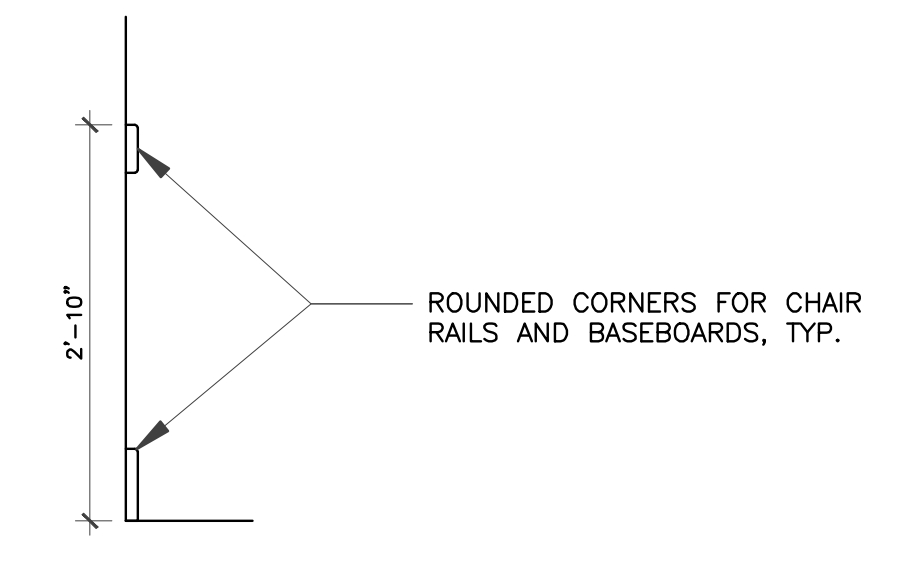 2'-10"
ROUNDED CORNERS FOR CHAIR
RAILS AND BASEBOARDS, TYP.